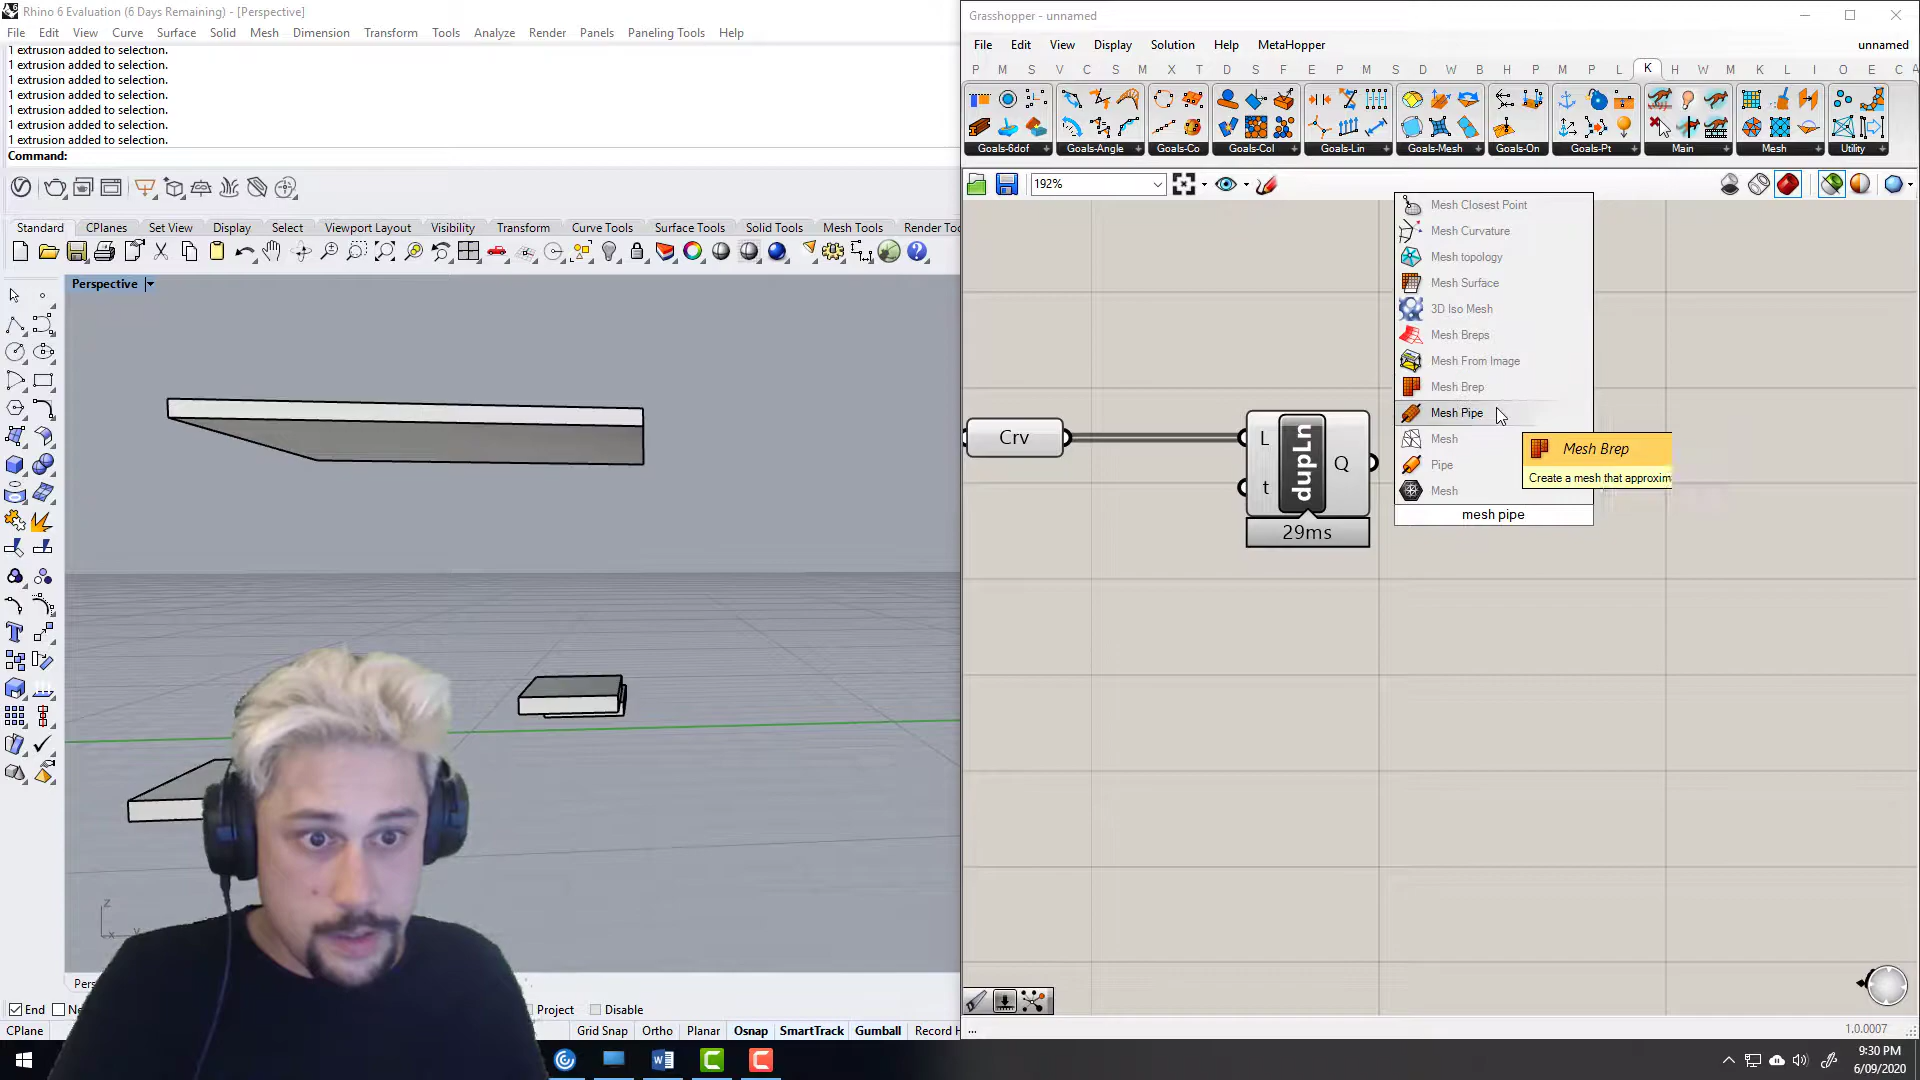 Rhino 6 Evaluation (6 Days Remaining) - [Perspective]
File Edit View Curve Surface Solid Mesh Dimension Transform Tools Analyze Render Panels Paneling Tools Help
1 extrusion added to selection.
1 extrusion added to selection.
1 extrusion added to selection.
1 extrusion added to selection.
1 extrusion added to selection.
1 extrusion added to selection.
1 extrusion added to selection.
Command:
Standard CPlanes Set View Display Select Viewport Layout Visibility Transform Curve Tools Surface Tools Solid Tools Mesh Tools Render To
Perspective
z
x
End
Project Disable
CPlane
Grid Snap Ortho Planar Osnap SmartTrack Gumball Record H
Grasshopper - unnamed
File Edit View Display Solution Help MetaHopper unnamed
P M S V C S M X T D S F E P M S D W B H P M P L K H W M K L I O E C
Goals-6dof Goals-Angle Goals-Co Goals-Col Goals-Lin Goals-Mesh Goals-On Goals-Pt Main Mesh Utility
192%
Mesh Closest Point
Mesh Curvature
Mesh topology
Mesh Surface
3D Iso Mesh
Mesh Breps
Mesh From Image
Mesh Brep
Mesh Pipe
Mesh
Pipe
Mesh
mesh pipe
Mesh Brep
Create a mesh that approxim
Crv
L
t
dupLn
Q
29ms
...
1.0.0007
9:30 PM
6/09/2020